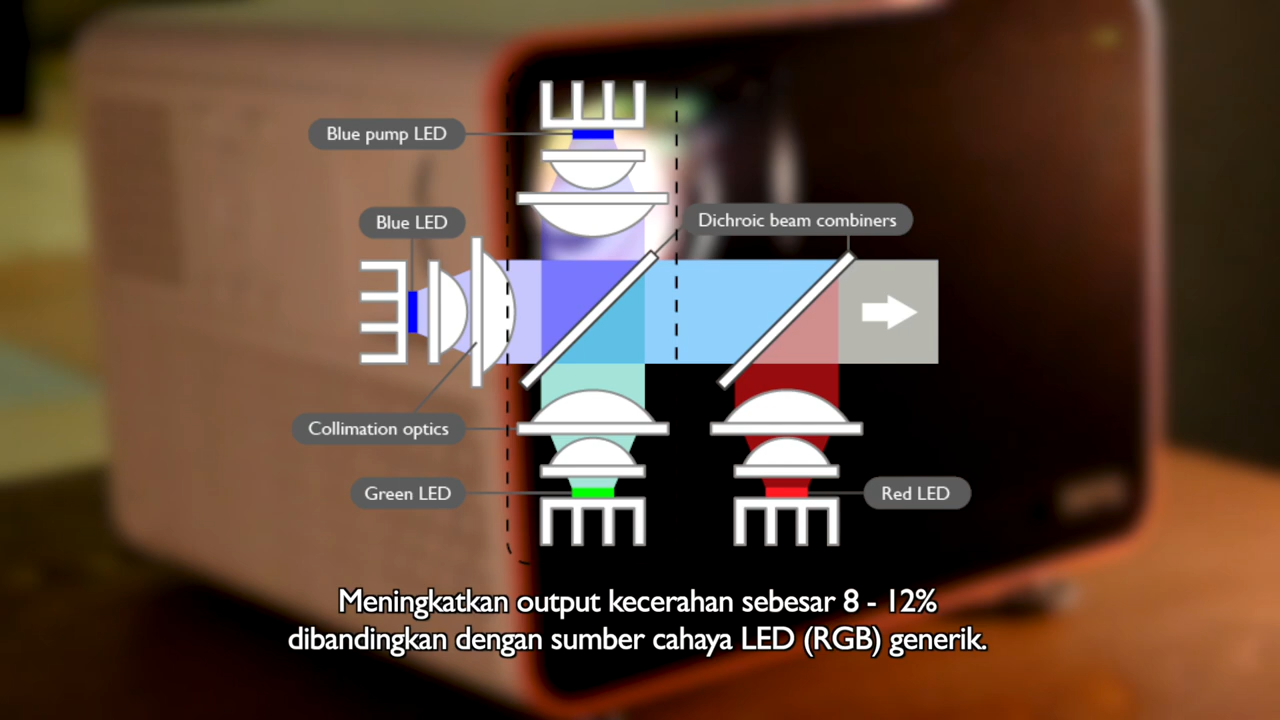 Blue pump LED
Blue LED
Dichroic beam combiners
Collimation optics
Green LED
Red LED
Meningkatkan output kecerahan sebesar 8 - 12%
dibandingkan dengan sumber cahaya LED (RGB) generik.